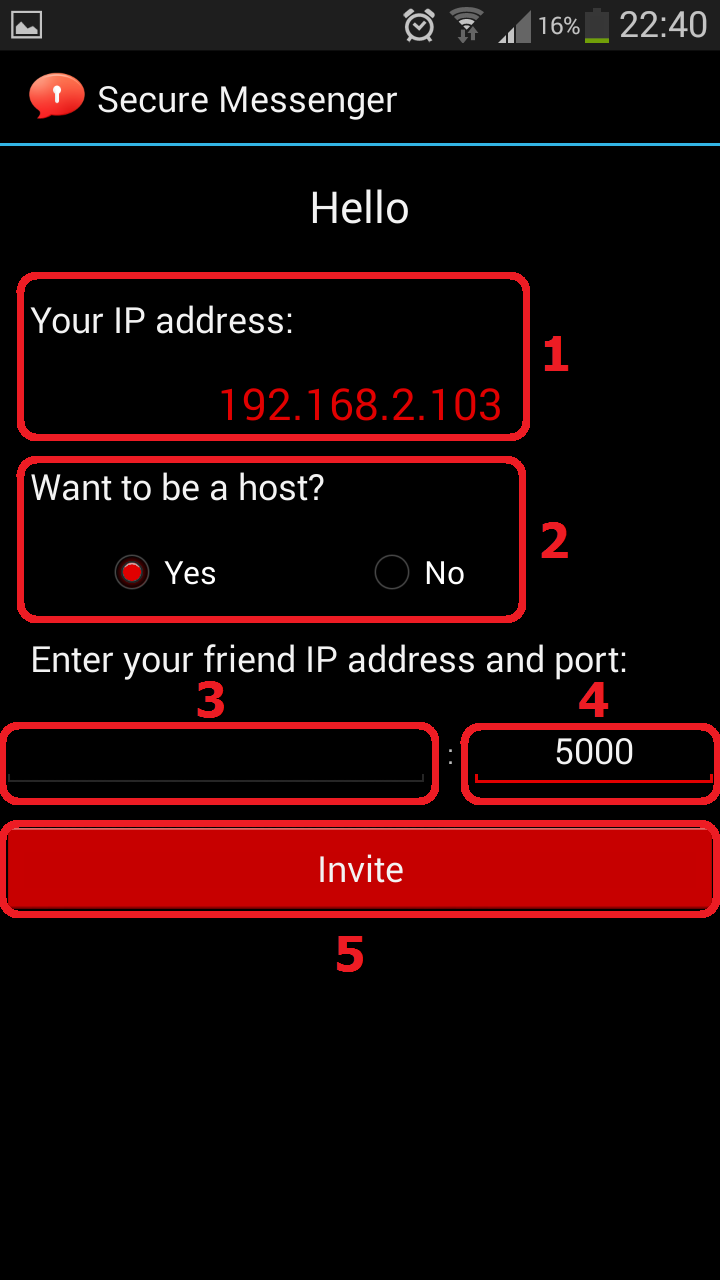 16% 22:40
Secure Messenger
Hello
Your IP address:
1
192.168.2.103
Want to be a host?
2
Yes No
Enter your friend IP address and port:
3 4
: 5000
Invite
5